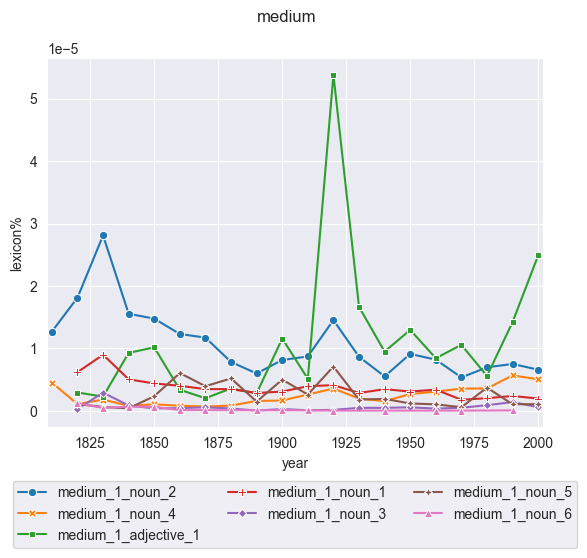 medium
1e−5
5
4
3
2
1
0
lexicon%
1825 1850 1875 1900 1925 1950 1975 2000
year
medium_1_noun_2 medium_1_noun_1 medium_1_noun_5
medium_1_noun_4 medium_1_noun_3 medium_1_noun_6
medium_1_adjective_1